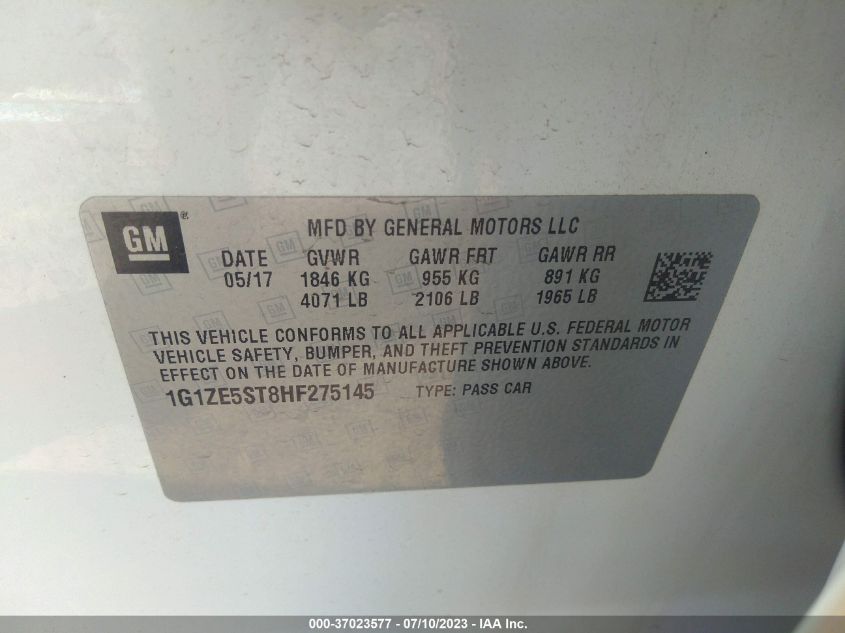 GM
MFD BY GENERAL MOTORS LLC
DATE GVWR GAWR FRT GAWR RR
05/17 1846 KG 955 KG 891 KG
4071 LB 2106 LB 1965 LB
THIS VEHICLE CONFORMS TO ALL APPLICABLE U.S. FEDERAL MOTOR
VEHICLE SAFETY, BUMPER, AND THEFT PREVENTION STANDARDS IN
EFFECT ON THE DATE OF MANUFACTURE SHOWN ABOVE.
1G1ZE5ST8HF275145 TYPE: PASS CAR
000-37023577 - 07/10/2023 - IAA Inc.